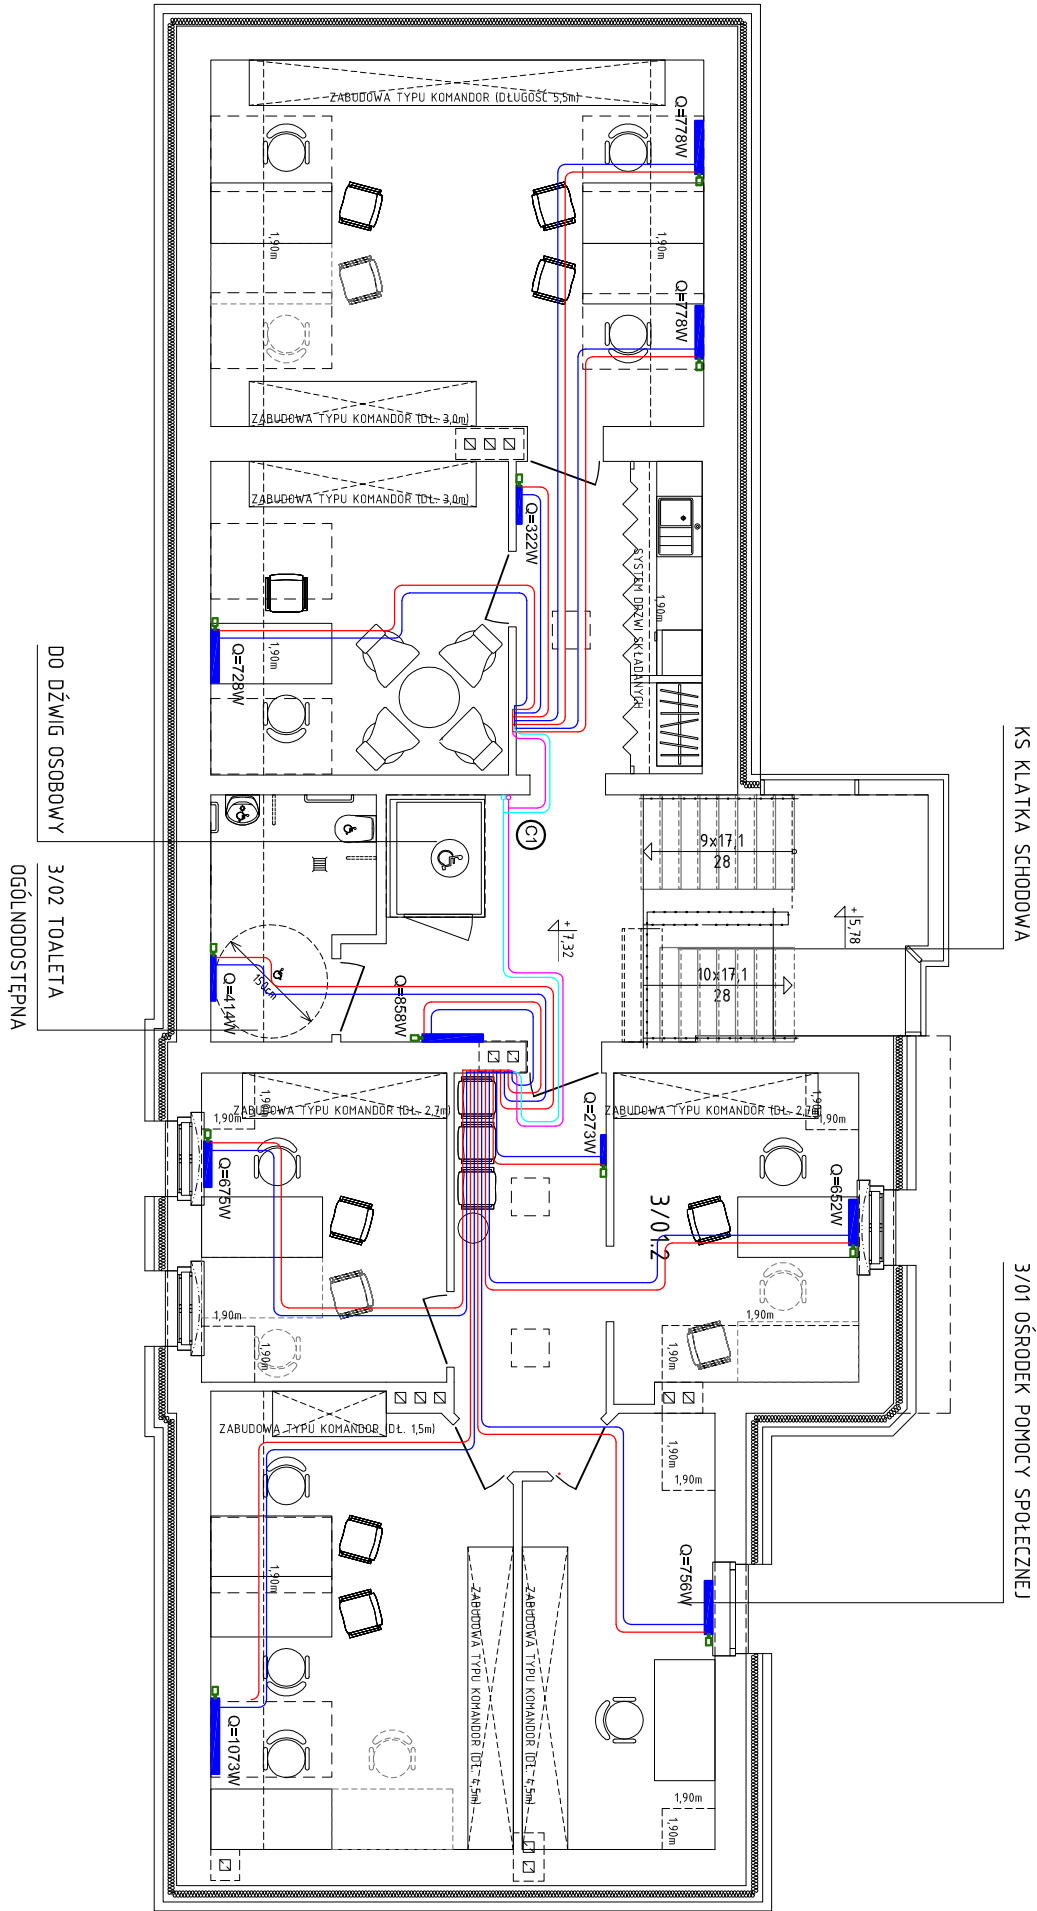 ZABUDOWA TYPU KOMANDOR (DŁUGOŚĆ 5,5m)
Q=778W
1,90m
1,90m
Q=778W
ZABUDOWA TYPU KOMANDOR (DŁ. 3,0m)
ZABUDOWA TYPU KOMANDOR (DŁ. 3,0m)
Q=322W
SYSTEM DRZWI SKŁADANYCH
1,90m
1,90m
Q=728W
DO DŹWIG OSOBOWY
KS KLATKA SCHODOWA
C1
9x17,1
28
+5,78
+7,32
10x17,1
28
3/02 TOALETA
OGÓLNODOSTĘPNA
150cm
Q=414W
Q=858W
ZABUDOWA TYPU KOMANDOR (DŁ. 2,7m)
1,90m
1,90m
Q=273W
ZABUDOWA TYPU KOMANDOR (DŁ. 2,7m)
1,90m
1,90m
Q=675W
3/01.2
Q=652W
3/01 OŚRODEK POMOCY SPOŁECZNEJ
1,90m
1,90m
1,90m
1,90m
ZABUDOWA TYPU KOMANDOR (DŁ. 1,5m)
1,90m
1,90m
1,90m
Q=756W
ZABUDOWA TYPU KOMANDOR (DŁ. 4,5m)
ZABUDOWA TYPU KOMANDOR (DŁ. 4,5m)
Q=1073W
1,90m
1,90m